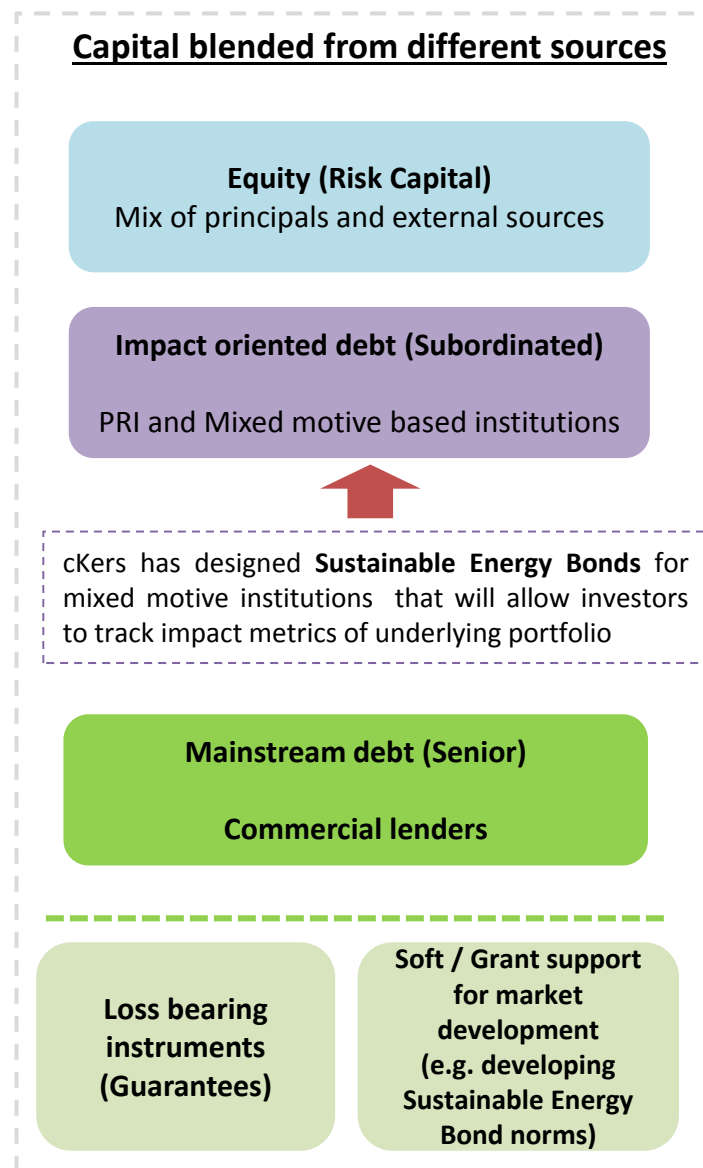 Capital blended from different sources
Equity (Risk Capital)
Mix of principals and external sources
Impact oriented debt (Subordinated)
PRI and Mixed motive based institutions
cKers has designed Sustainable Energy Bonds for
mixed motive institutions that will allow investors
to track impact metrics of underlying portfolio
Mainstream debt (Senior)
Commercial lenders
Loss bearing
instruments
(Guarantees)
Soft / Grant support
for market
development
(e.g. developing
Sustainable Energy
Bond norms)